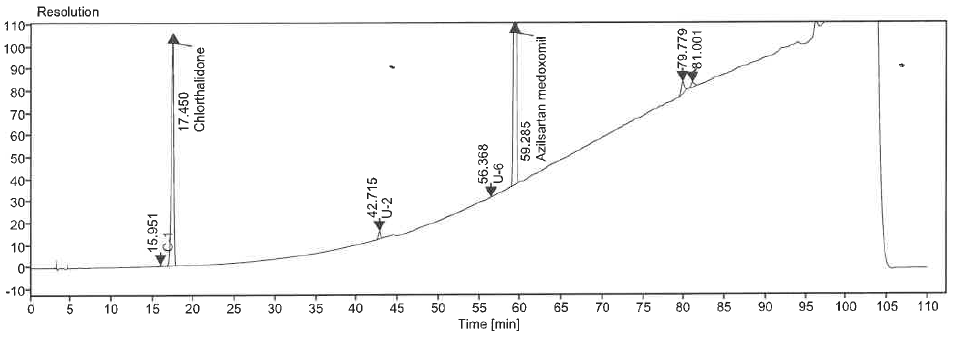 Resolution
110
100
90
80
70
60
50
40
30
20
10
0
-10
15.951
C-1
17.450
Chlorthalidone
42.715
U-2
56.368
U-6
59.285
Azilsartan medoxomil
79.779
81.001
0 5 10 15 20 25 30 35 40 45 50 55 60 65 70 75 80 85 90 95 100 105 110
Time [min]